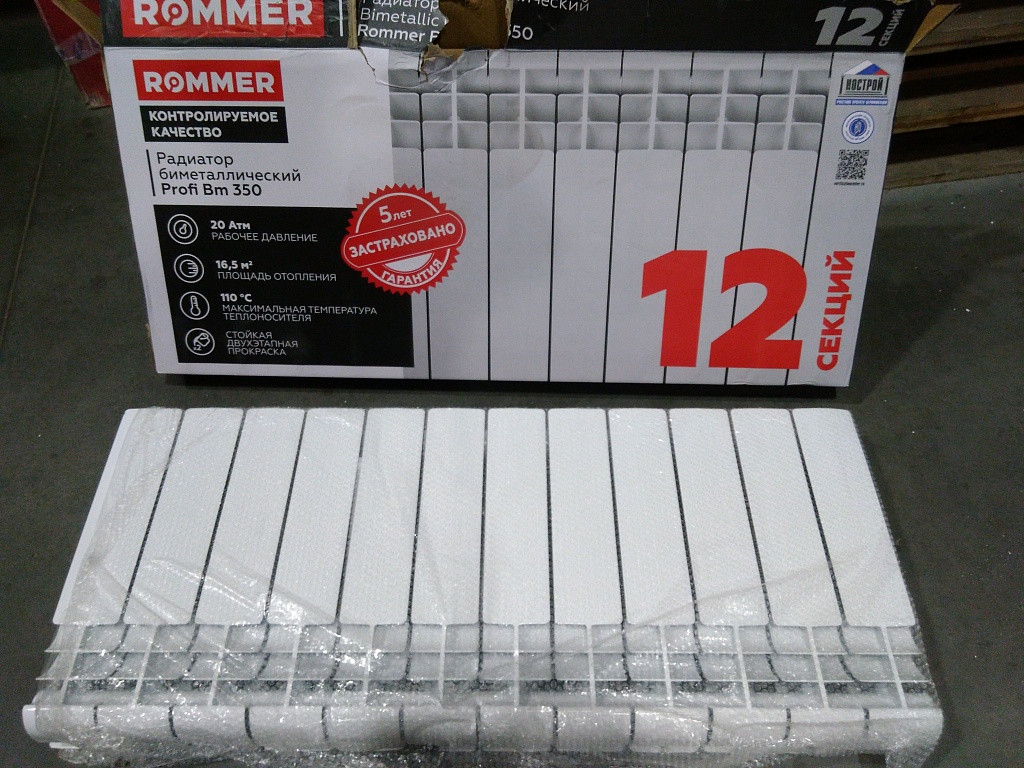 ROMMER
Радиатор
Bimetallic
Rommer
350
12
СЕКЦИЙ
ROMMER
КОНТРОЛИРУЕМОЕ
КАЧЕСТВО
Радиатор
биметаллический
Profi Bm 350
20 Атм
РАБОЧЕЕ ДАВЛЕНИЕ
16,5 м²
ПЛОЩАДЬ ОТОПЛЕНИЯ
110 °C
МАКСИМАЛЬНАЯ ТЕМПЕРАТУРА
ТЕПЛОНОСИТЕЛЯ
x2
СТОЙКАЯ
ДВУХЭТАПНАЯ
ПРОКРАСКА
5 лет
ЗАСТРАХОВАНО
ГАРАНТИЯ
НОСТРОЙ
12
СЕКЦИЙ